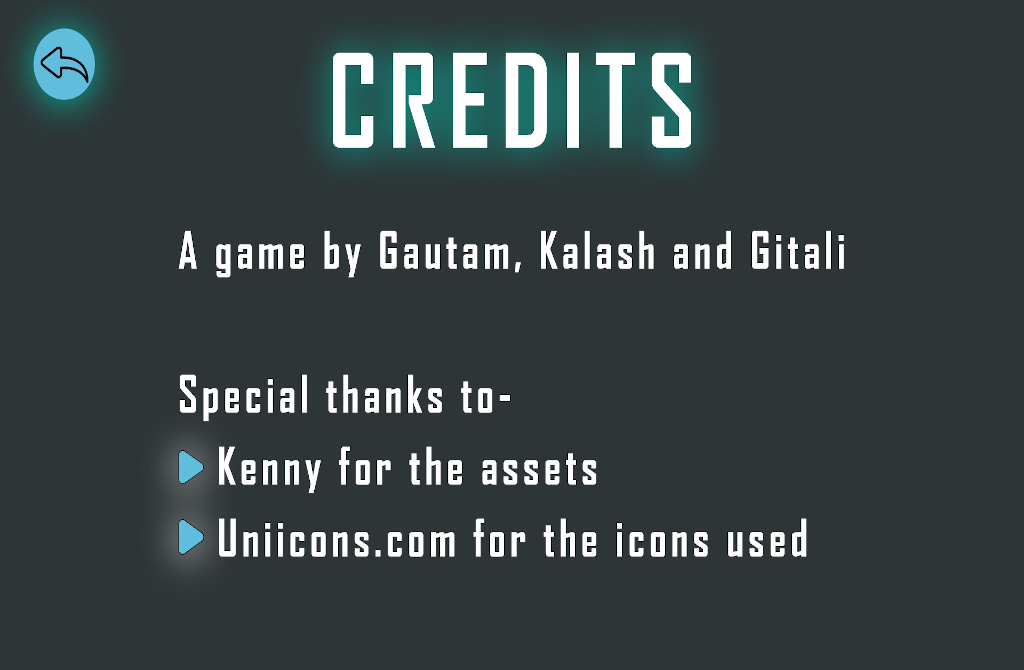 CREDITS
A game by Gautam, Kalash and Gitali
Special thanks to-
Kenny for the assets
Uniicons.com for the icons used